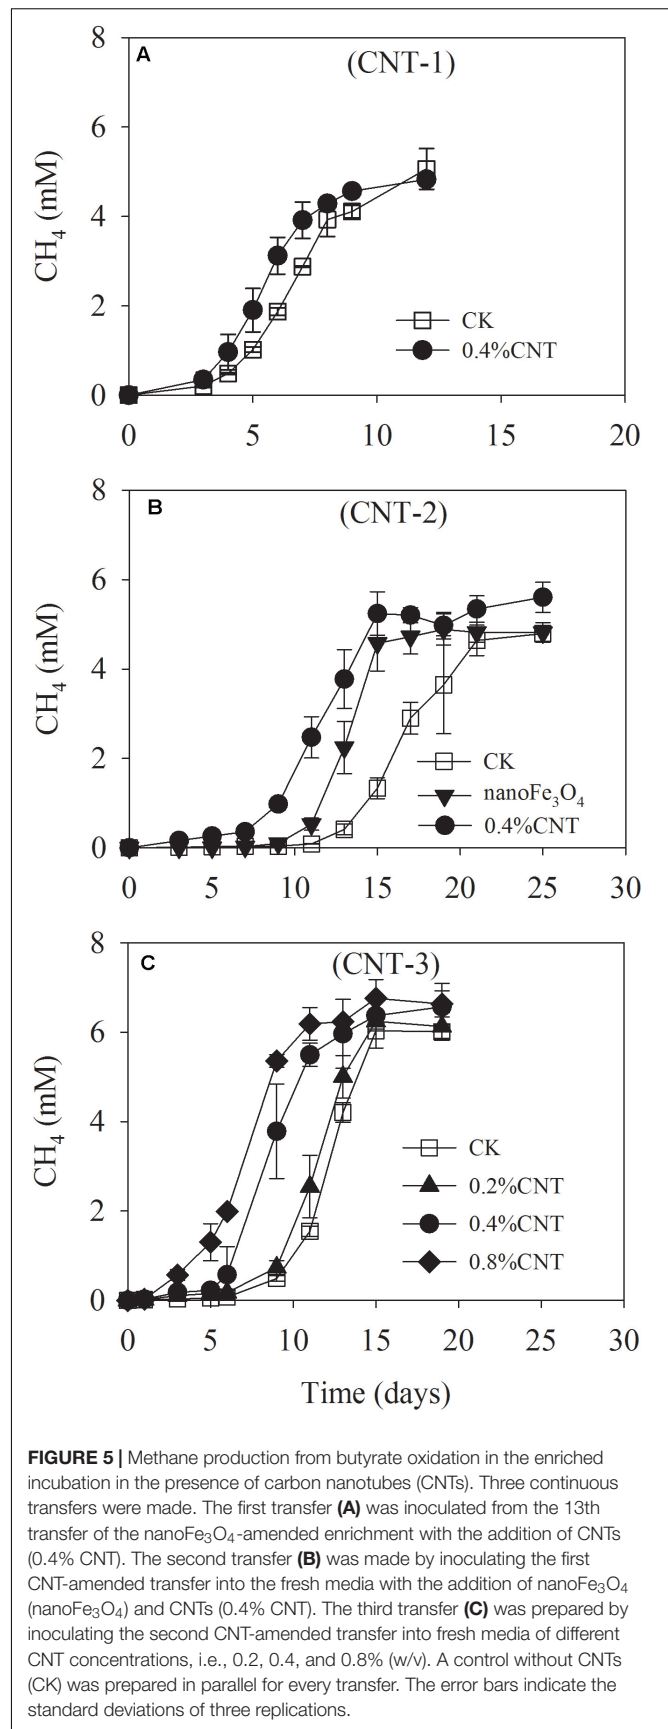 A
(CNT-1)
8
6
4
2
0
CH₄ (mM)
CK
0.4%CNT
0 5 10 15 20
B
(CNT-2)
8
6
4
2
0
CH₄ (mM)
CK
nanoFe₃O₄
0.4%CNT
0 5 10 15 20 25 30
C
(CNT-3)
8
6
4
2
0
CH₄ (mM)
CK
0.2%CNT
0.4%CNT
0.8%CNT
0 5 10 15 20 25 30
Time (days)
FIGURE 5 | Methane production from butyrate oxidation in the enriched
incubation in the presence of carbon nanotubes (CNTs). Three continuous
transfers were made. The first transfer (A) was inoculated from the 13th
transfer of the nanoFe₃O₄-amended enrichment with the addition of CNTs
(0.4% CNT). The second transfer (B) was made by inoculating the first
CNT-amended transfer into the fresh media with the addition of nanoFe₃O₄
(nanoFe₃O₄) and CNTs (0.4% CNT). The third transfer (C) was prepared by
inoculating the second CNT-amended transfer into fresh media of different
CNT concentrations, i.e., 0.2, 0.4, and 0.8% (w/v). A control without CNTs
(CK) was prepared in parallel for every transfer. The error bars indicate the
standard deviations of three replications.